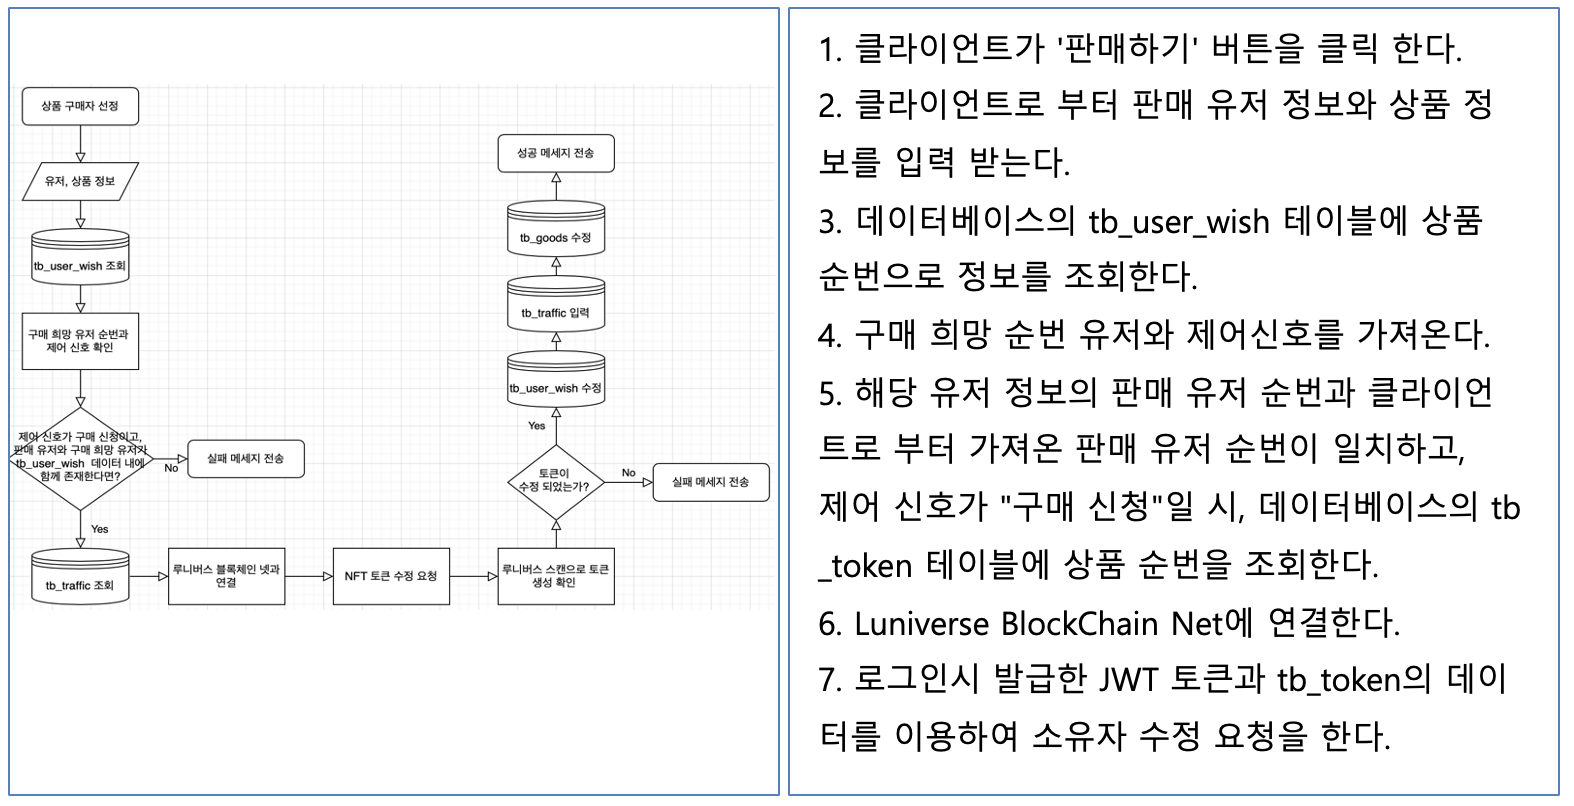 상품 구매자 선정
유저, 상품 정보
tb_user_wish 조회
구매 희망 유저 순번과
제어 신호 확인
제어 신호가 구매 신청이고,
판매 유저와 구매 희망 유저가
tb_user_wish 데이터 내에
함께 존재한다면?
No
실패 메세지 전송
Yes
tb_traffic 조회
루니버스 블록체인 넷과
연결
NFT 토큰 수정 요청
루니버스 스캔으로 토큰
생성 확인
토큰이
수정 되었는가?
No
실패 메세지 전송
Yes
tb_user_wish 수정
tb_traffic 입력
tb_goods 수정
성공 메세지 전송
1. 클라이언트가 '판매하기' 버튼을 클릭 한다.
2. 클라이언트로 부터 판매 유저 정보와 상품 정
보를 입력 받는다.
3. 데이터베이스의 tb_user_wish 테이블에 상품
순번으로 정보를 조회한다.
4. 구매 희망 순번 유저와 제어신호를 가져온다.
5. 해당 유저 정보의 판매 유저 순번과 클라이언
트로 부터 가져온 판매 유저 순번이 일치하고,
제어 신호가 "구매 신청"일 시, 데이터베이스의 tb
_token 테이블에 상품 순번을 조회한다.
6. Luniverse BlockChain Net에 연결한다.
7. 로그인시 발급한 JWT 토큰과 tb_token의 데이
터를 이용하여 소유자 수정 요청을 한다.